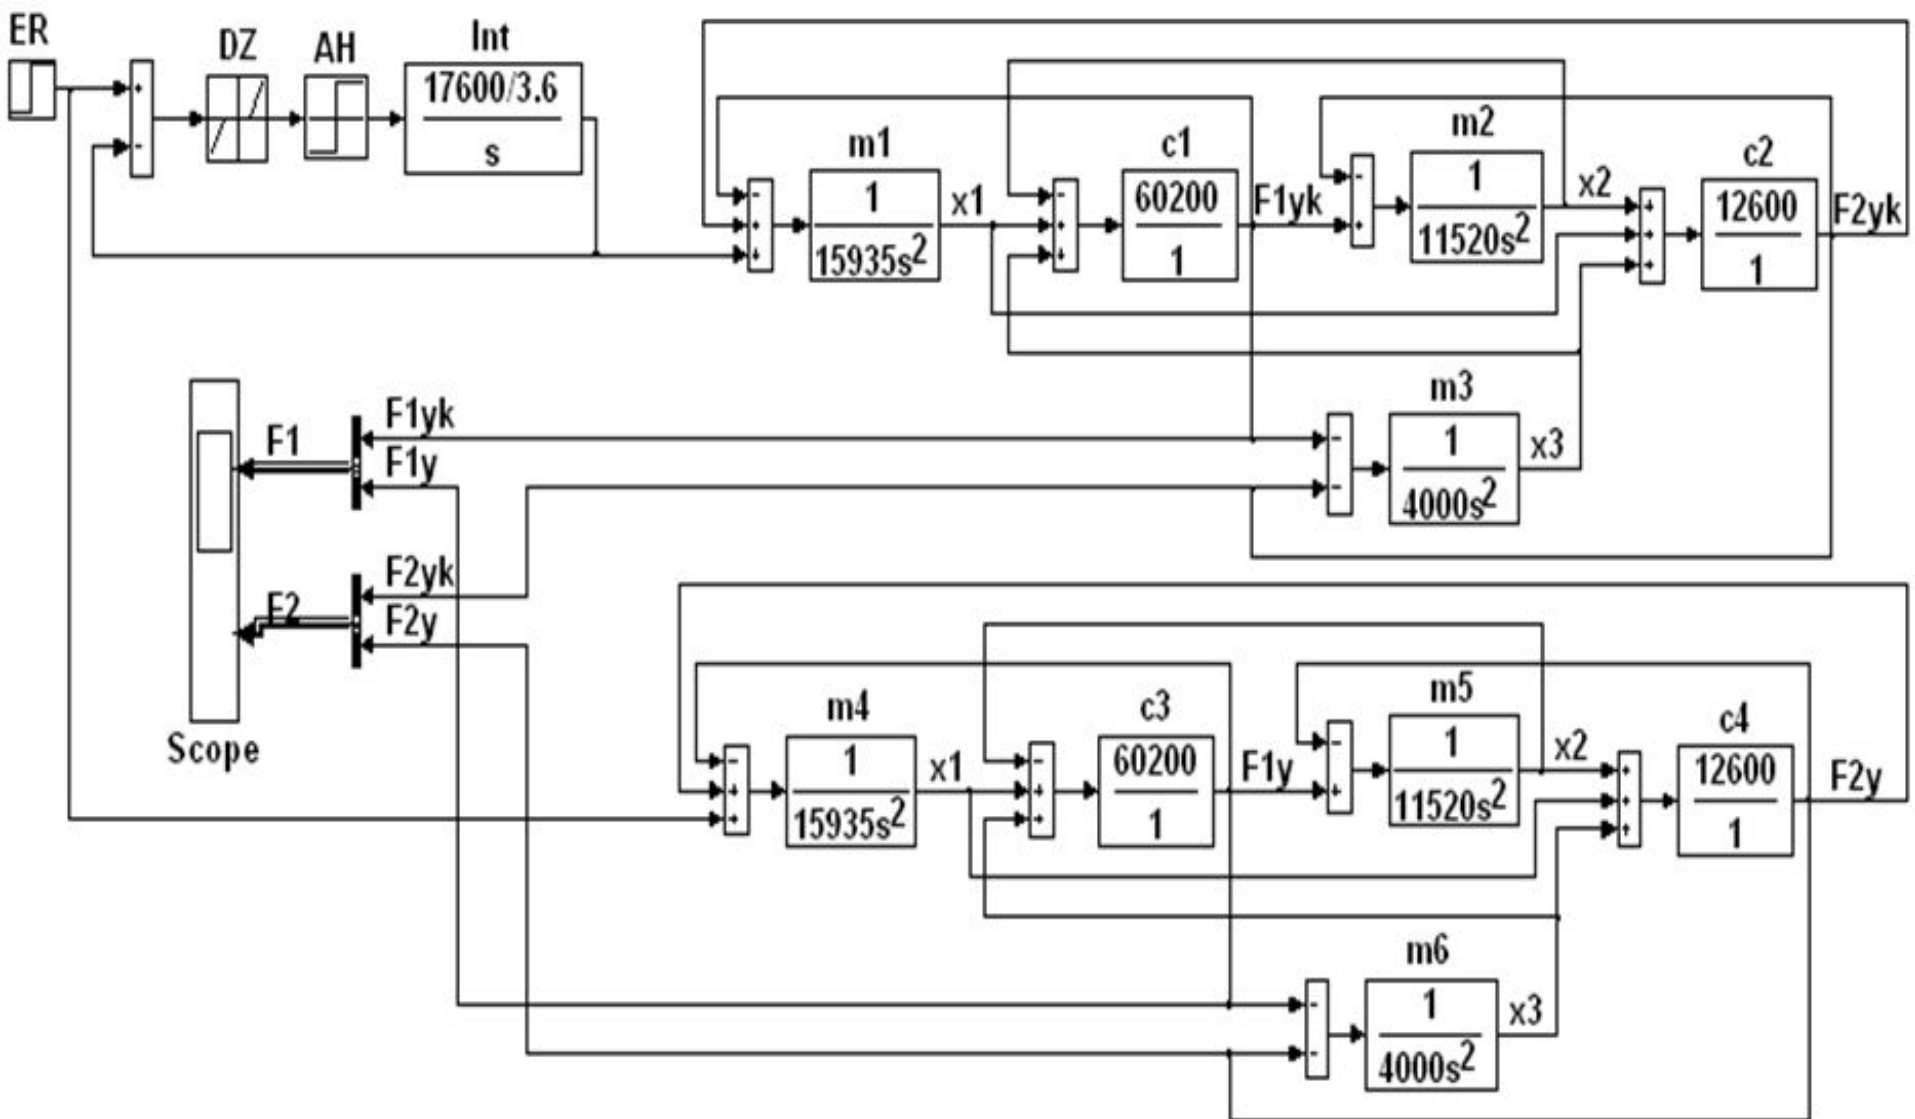 ER
DZ
AH
Int
17600/3.6
s
m1
1
15935s2
x1
c1
60200
1
F1yk
m2
1
11520s2
x2
c2
12600
1
F2yk
m3
1
4000s2
x3
F1
F1yk
F1y
F2
F2yk
F2y
Scope
m4
1
15935s2
x1
c3
60200
1
F1y
m5
1
11520s2
x2
c4
12600
1
F2y
m6
1
4000s2
x3